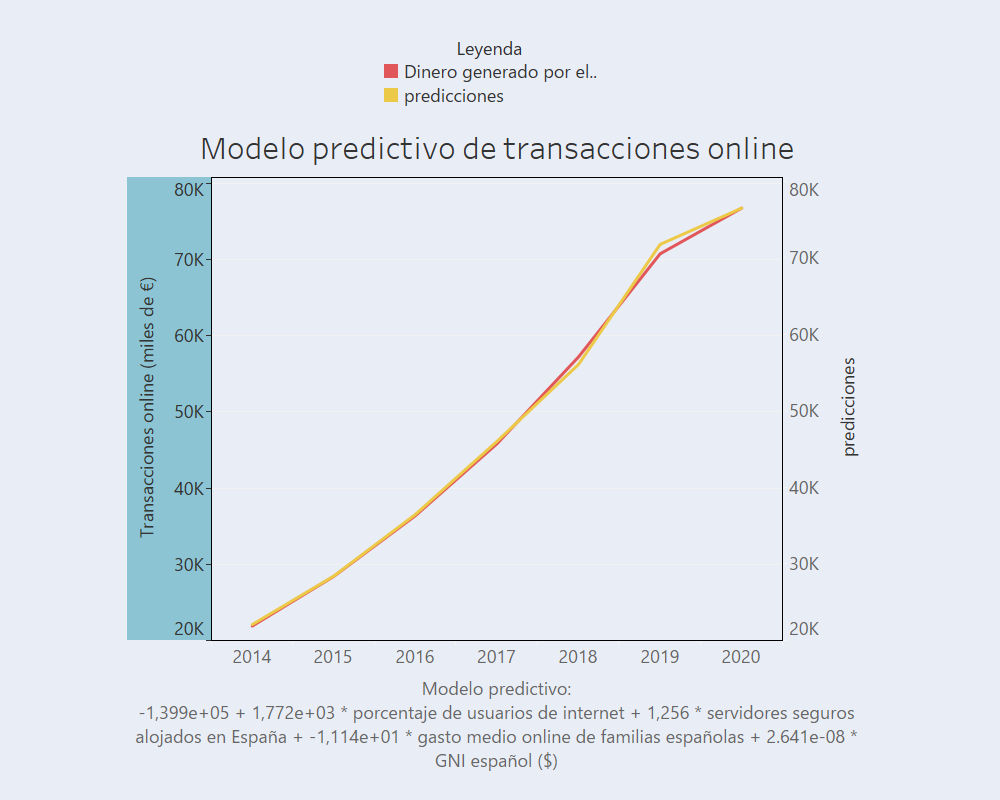 Leyenda
Dinero generado por el..
predicciones
Modelo predictivo de transacciones online
Transacciones online (miles de €)
80K
70K
60K
50K
40K
30K
20K
80K
70K
60K
50K
40K
30K
20K
predicciones
2014 2015 2016 2017 2018 2019 2020
Modelo predictivo:
-1,399e+05 + 1,772e+03 * porcentaje de usuarios de internet + 1,256 * servidores seguros
alojados en España + -1,114e+01 * gasto medio online de familias españolas + 2.641e-08 *
GNI español ($)